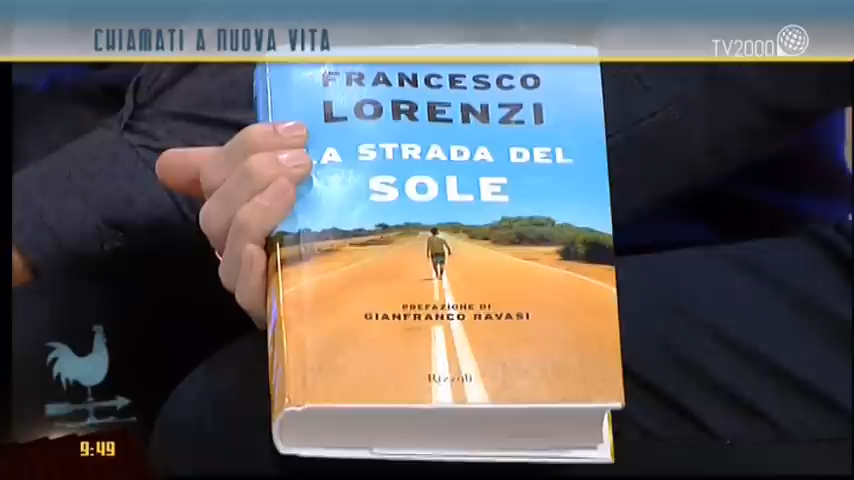 CHIAMATI A NUOVA VITA
TV2000
FRANCESCO
LORENZI
LA STRADA DEL
SOLE
PREFAZIONE DI
GIANFRANCO RAVASI
Rizzoli
9:49